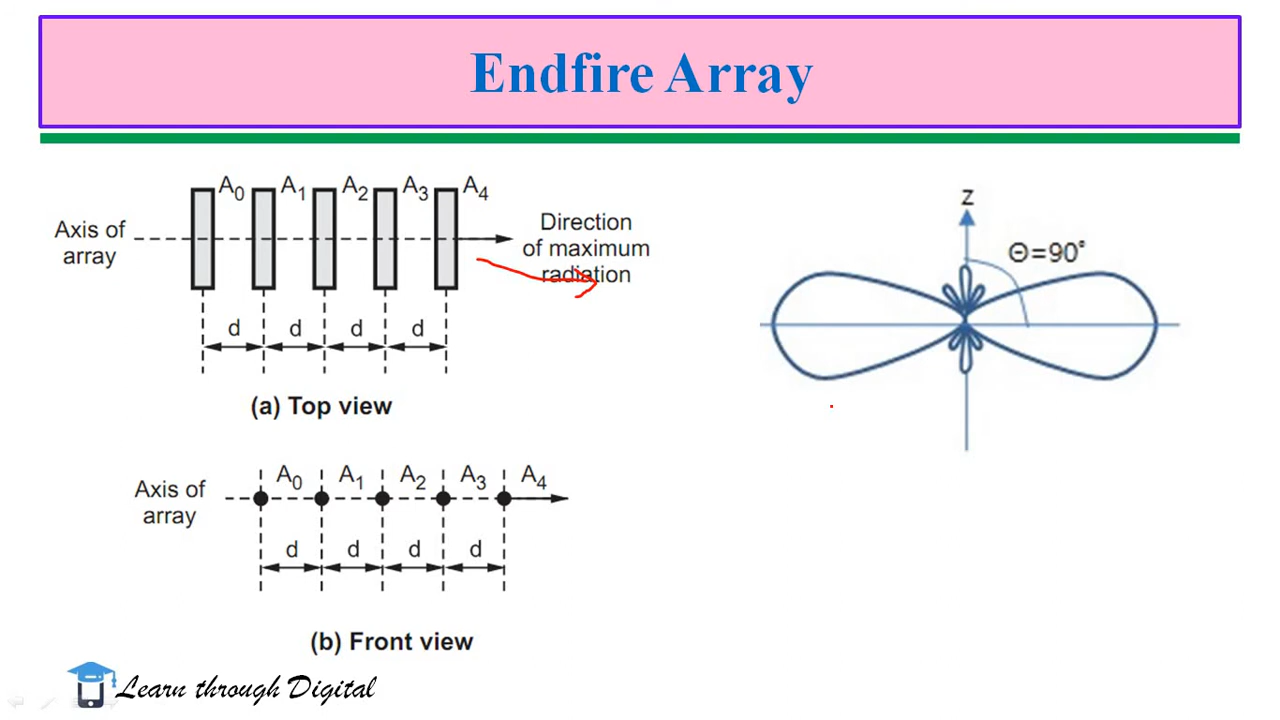 Endfire Array
A₀ A₁ A₂ A₃ A₄
Axis of
array
Direction
of maximum
radiation
d d d d
(a) Top view
Z
Θ=90°
A₀ A₁ A₂ A₃ A₄
Axis of
array
d d d d
(b) Front view
Learn through Digital